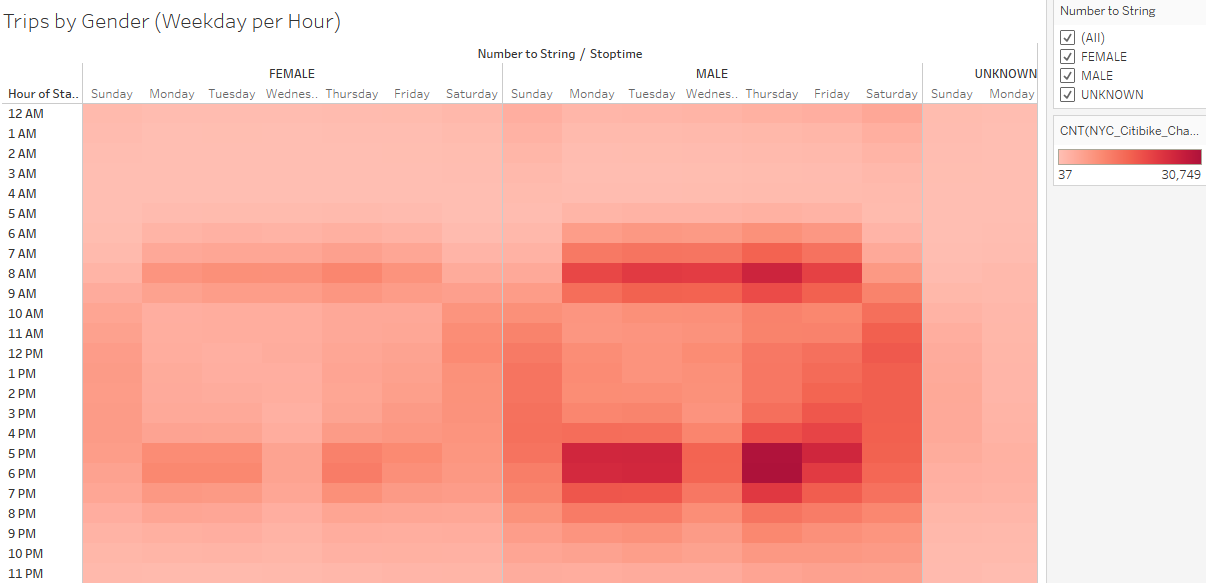 Trips by Gender (Weekday per Hour)
Number to String / Stoptime
FEMALE MALE UNKNOWN
Hour of Sta.. Sunday Monday Tuesday Wednes.. Thursday Friday Saturday Sunday Monday Tuesday Wednes.. Thursday Friday Saturday Sunday Monday
12 AM
1 AM
2 AM
3 AM
4 AM
5 AM
6 AM
7 AM
8 AM
9 AM
10 AM
11 AM
12 PM
1 PM
2 PM
3 PM
4 PM
5 PM
6 PM
7 PM
8 PM
9 PM
10 PM
11 PM
Number to String
(All)
FEMALE
MALE
UNKNOWN
CNT(NYC_Citibike_Cha...
37 30,749